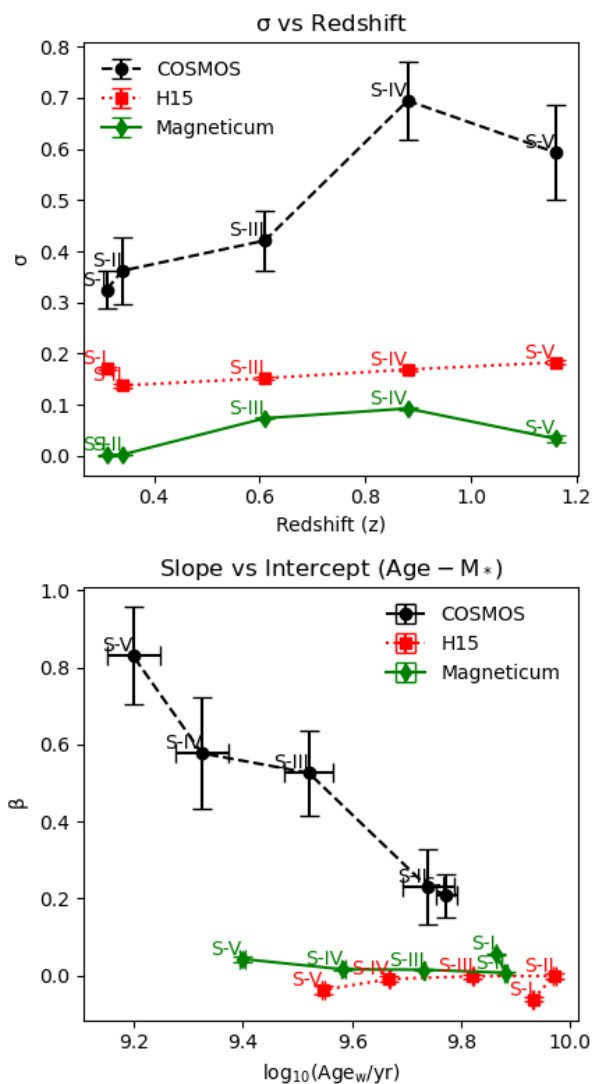 σ vs Redshift
COSMOS
H15
Magneticum
0.8
0.7
0.6
0.5
0.4
0.3
0.2
0.1
0.0
σ
S-IV
S-V
S-III
S-II
S-I
S-I
S-III
S-IV
S-V
S-II
S-III
S-IV
S-V
0.4
0.6
0.8
1.0
1.2
Redshift (z)
Slope vs Intercept (Age − M*)
COSMOS
H15
Magneticum
1.0
0.8
0.6
0.4
0.2
0.0
β
S-V
S-IV
S-III
S-II
S-V
S-IV
S-III
S-I
S-V
S-IV
S-III
S-II
S-I
9.2
9.4
9.6
9.8
10.0
log₁₀(Age_w/yr)